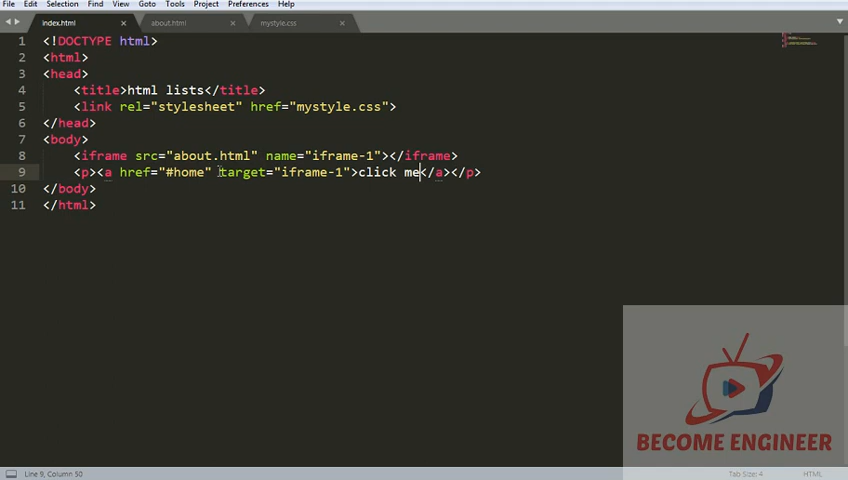 File Edit Selection Find View Goto Tools Project Preferences Help
index.html × about.html × mystyle.css ×
1 <!DOCTYPE html>
2 <html>
3 <head>
4 <title>html lists</title>
5 <link rel="stylesheet" href="mystyle.css">
6 </head>
7 <body>
8 <iframe src="about.html" name="iframe-1"></iframe>
9 <p><a href="#home" target="iframe-1">click me</a></p>
10 </body>
11 </html>
BECOME ENGINEER
Line 9, Column 50 Tab Size: 4 HTML